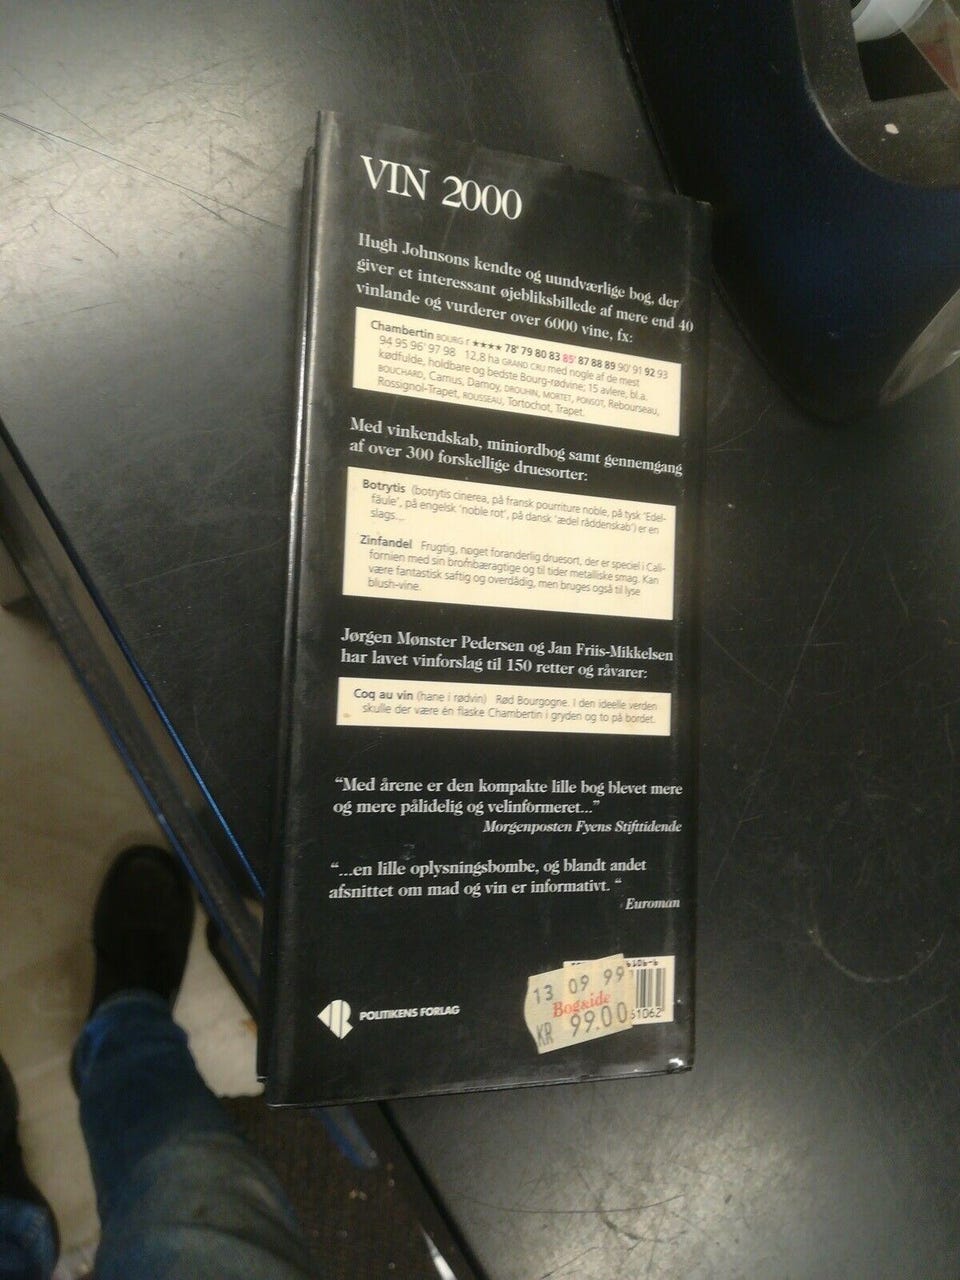 VIN 2000
Hugh Johnsons kendte og uundværlige bog, der
giver et interessant øjebliksbillede af mere end 40
vinlande og vurderer over 6000 vine, fx:
Chambertin BOURG r ★★★★ 78' 79 80 83 85' 87 88 89 90' 91 92 93
94 95 96' 97 98 12,8 ha GRAND CRU med nogle af de mest
kødfulde, holdbare og bedste Bourg-rødvine; 15 avlere, bl.a.
BOUCHARD, Camus, Damoy, DROUHIN, MORTET, PONSOT, Rebourseau,
Rossignol-Trapet, ROUSSEAU, Tortochot, Trapet.
Med vinkendskab, miniordbog samt gennemgang
af over 300 forskellige druesorter:
Botrytis (botrytis cinerea, på fransk pourriture noble, på tysk 'Edel-
fäule', på engelsk 'noble rot', på dansk 'ædel råddenskab') er en
slags...
Zinfandel Frugtig, noget foranderlig druesort, der er speciel i Cali-
fornien med sin brombæragtige og til tider metalliske smag. Kan
være fantastisk saftig og overdådig, men bruges også til lyse
blush-vine.
Jørgen Mønster Pedersen og Jan Friis-Mikkelsen
har lavet vinforslag til 150 retter og råvarer:
Coq au vin (hane i rødvin) Rød Bourgogne. I den ideelle verden
skulle der være én flaske Chambertin i gryden og to på bordet.
"Med årene er den kompakte lille bog blevet mere
og mere pålidelig og velinformeret..."
Morgenposten Fyens Stifttidende
"...en lille oplysningsbombe, og blandt andet
afsnittet om mad og vin er informativt. "
Euroman
POLITIKENS FORLAG
13 09 99
Bog&ide
KR 99.00
51062